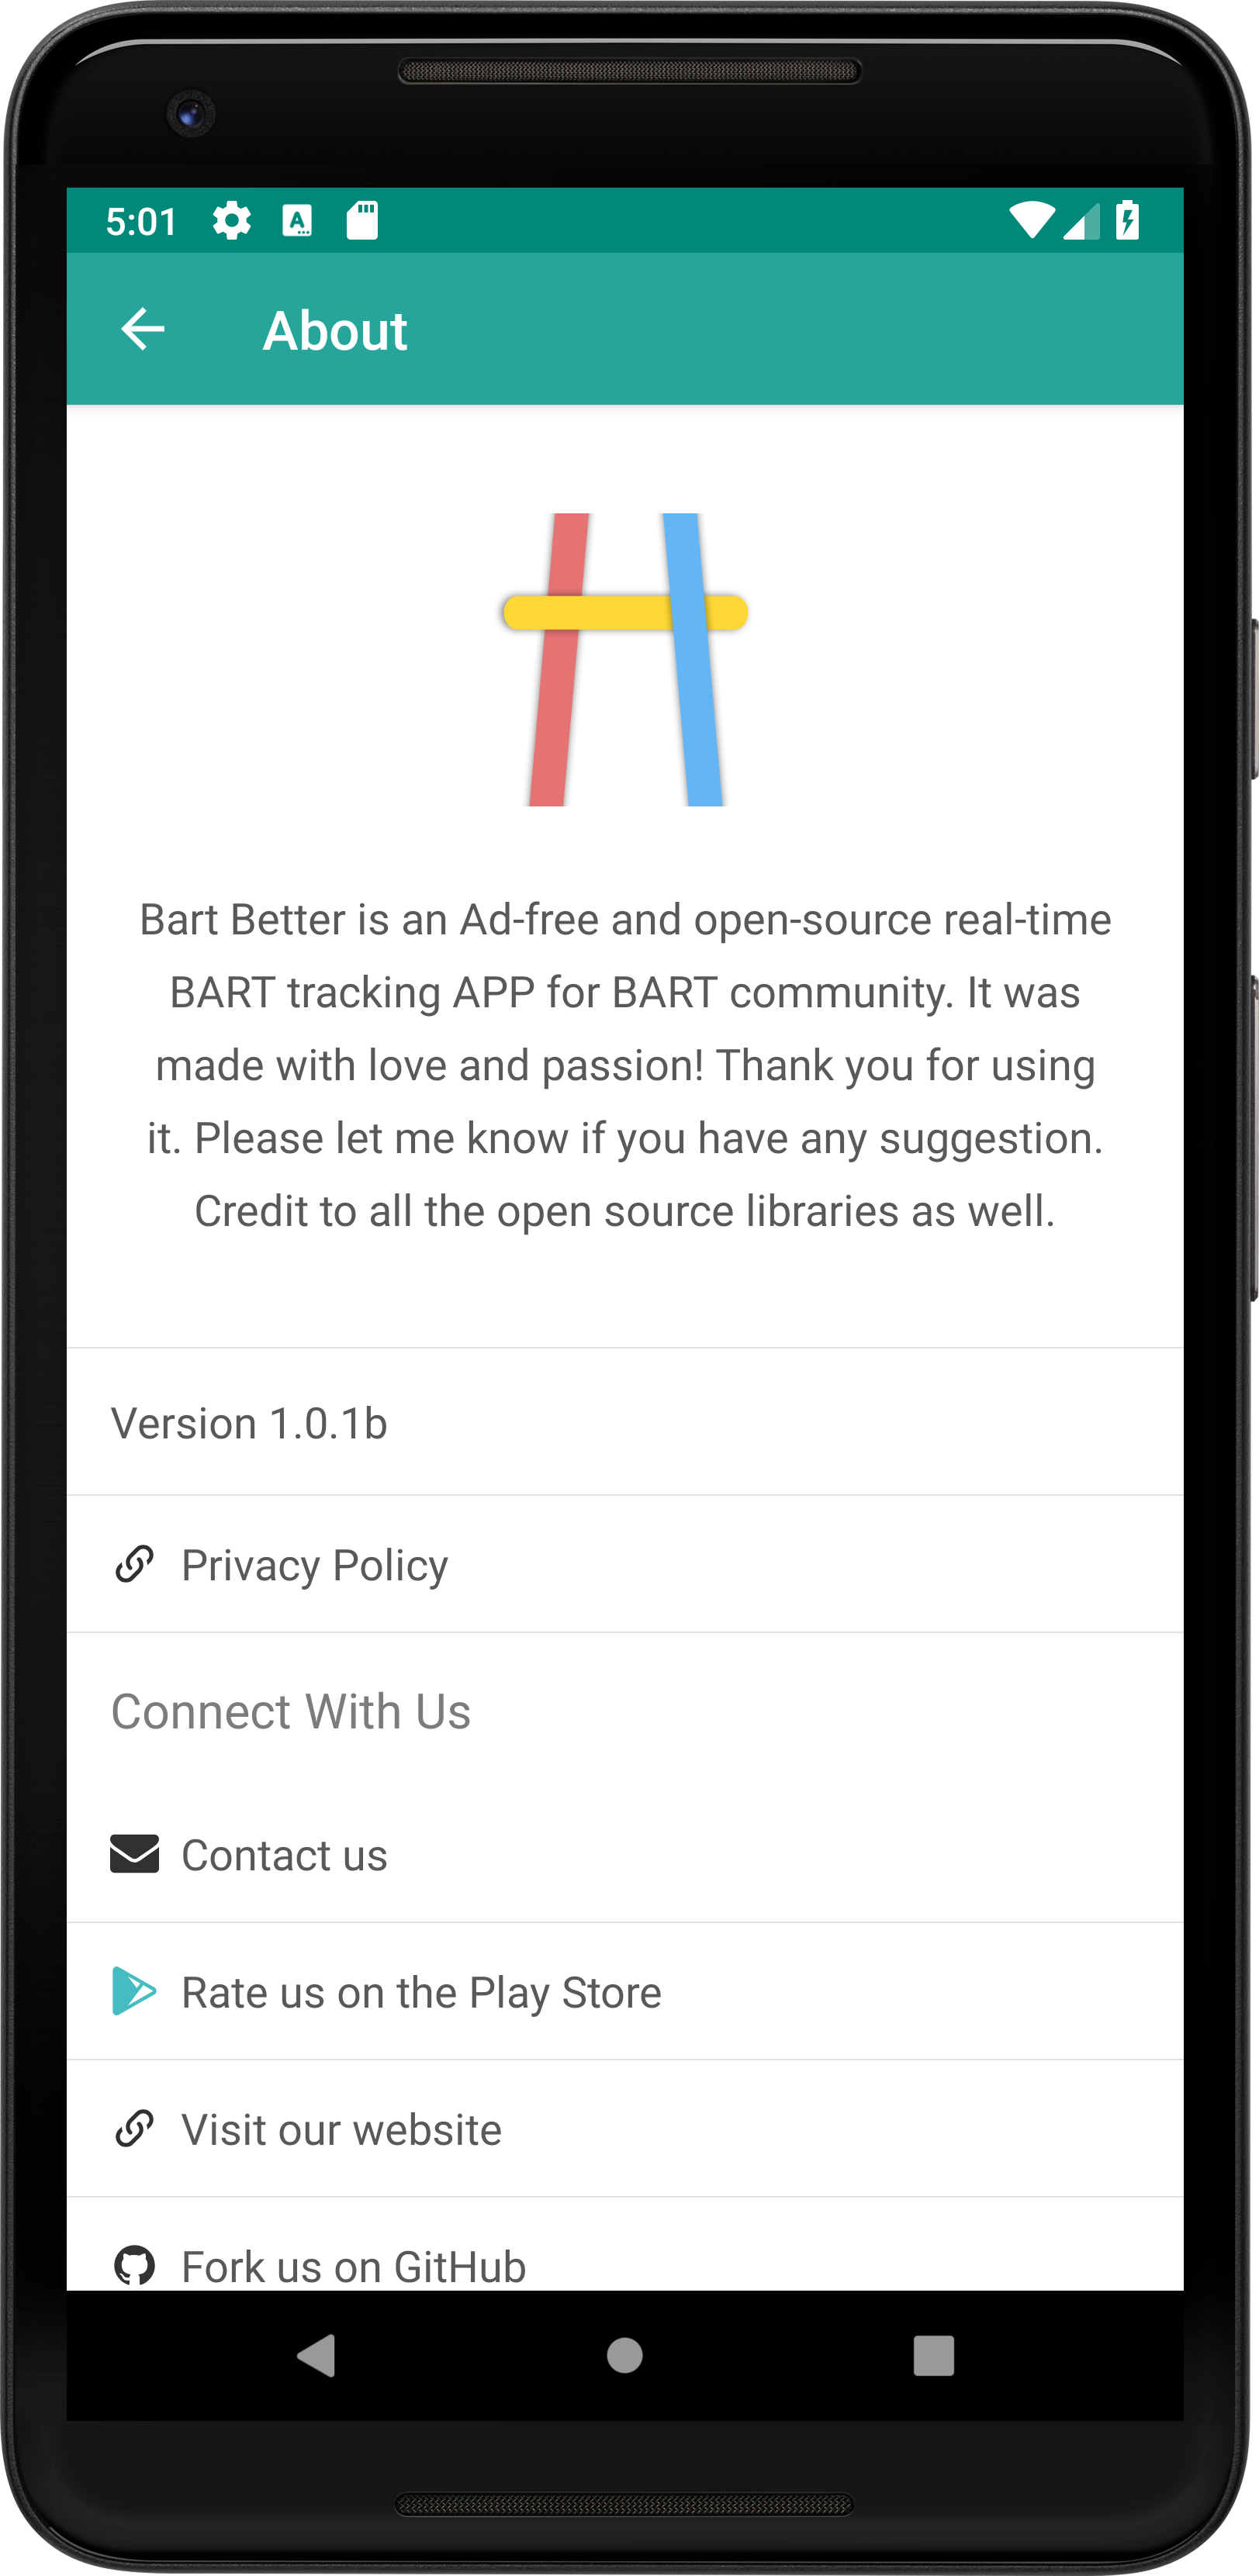 5:01
About
Bart Better is an Ad-free and open-source real-time
BART tracking APP for BART community. It was
made with love and passion! Thank you for using
it. Please let me know if you have any suggestion.
Credit to all the open source libraries as well.
Version 1.0.1b
Privacy Policy
Connect With Us
Contact us
Rate us on the Play Store
Visit our website
Fork us on GitHub